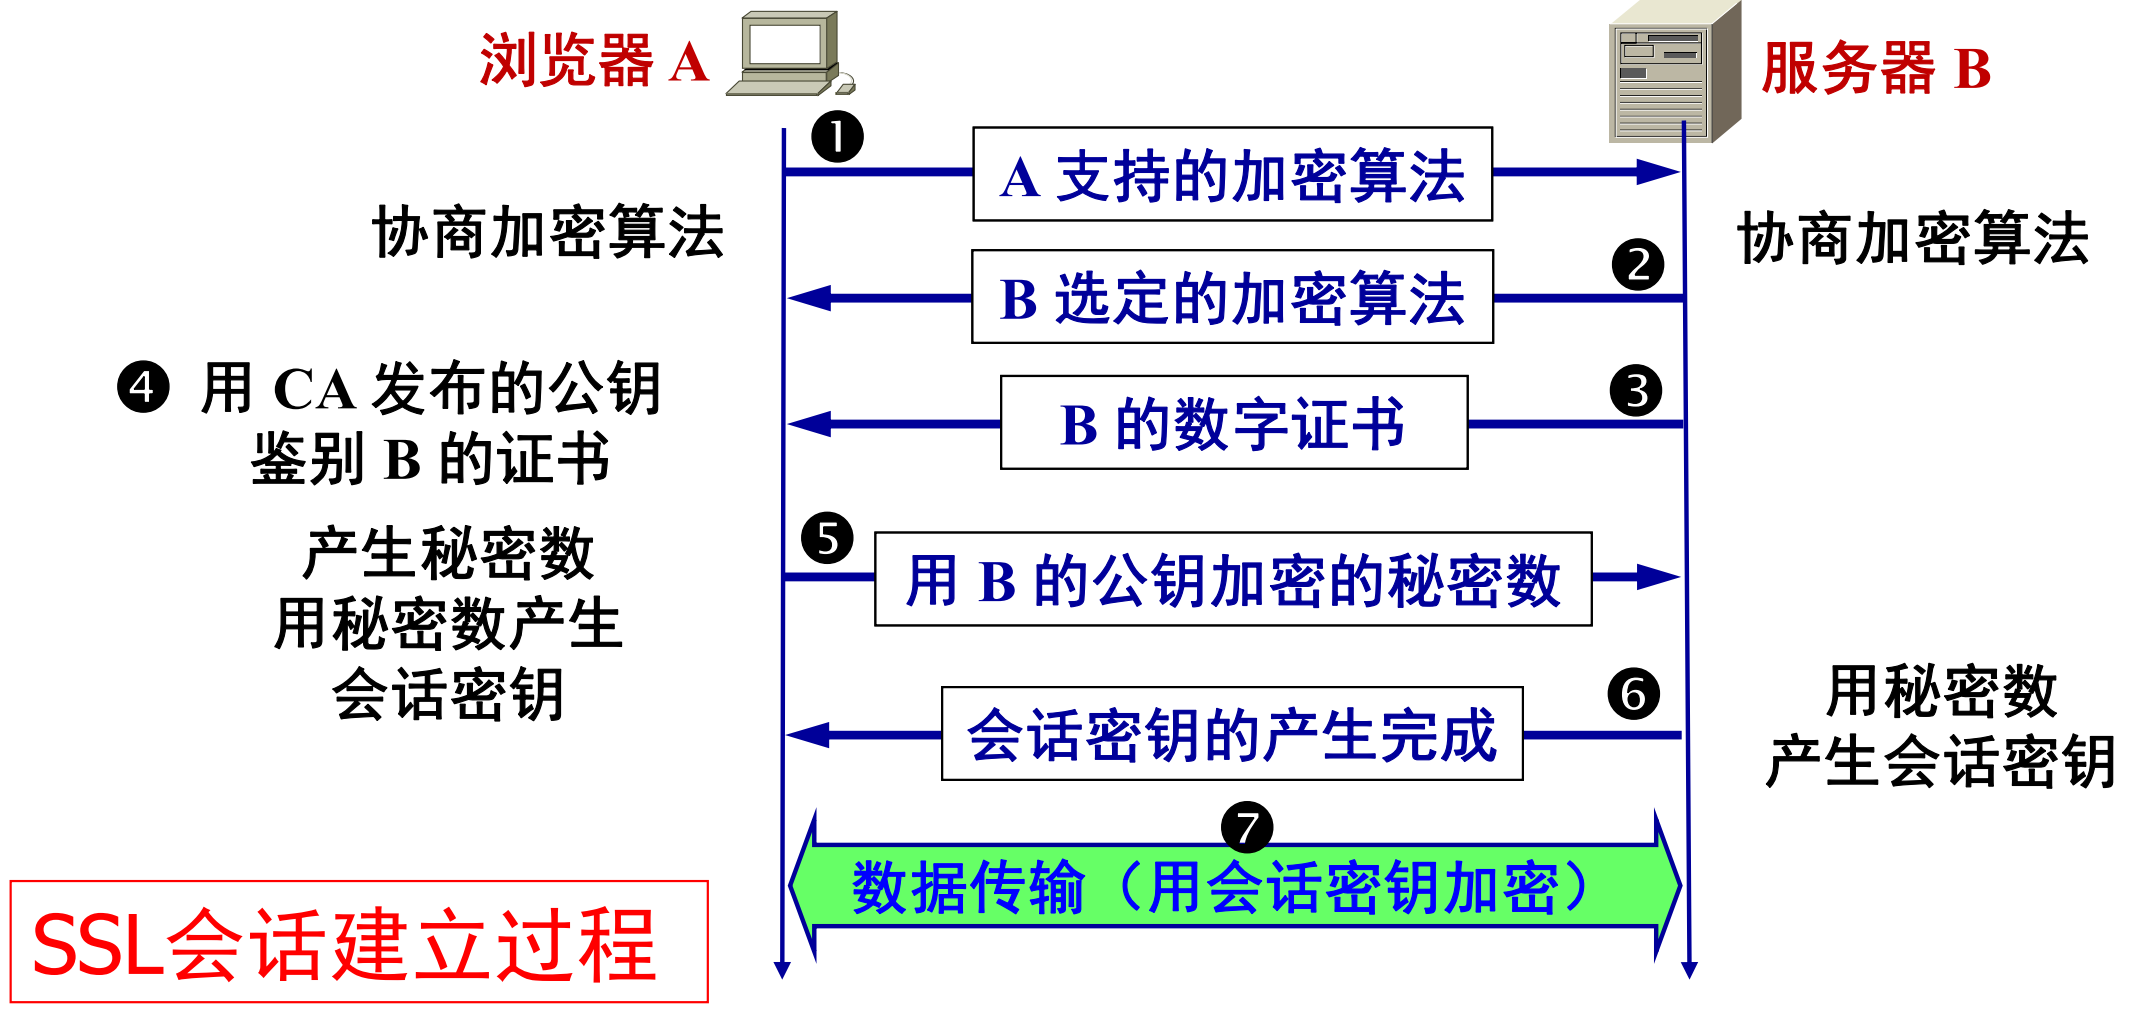 浏览器 A
服务器 B
❶
A 支持的加密算法
协商加密算法
协商加密算法
❷
B 选定的加密算法
❸
B 的数字证书
❹ 用 CA 发布的公钥
鉴别 B 的证书
产生秘密数
用秘密数产生
会话密钥
❺
用 B 的公钥加密的秘密数
❻
会话密钥的产生完成
用秘密数
产生会话密钥
❼
数据传输（用会话密钥加密）
SSL会话建立过程